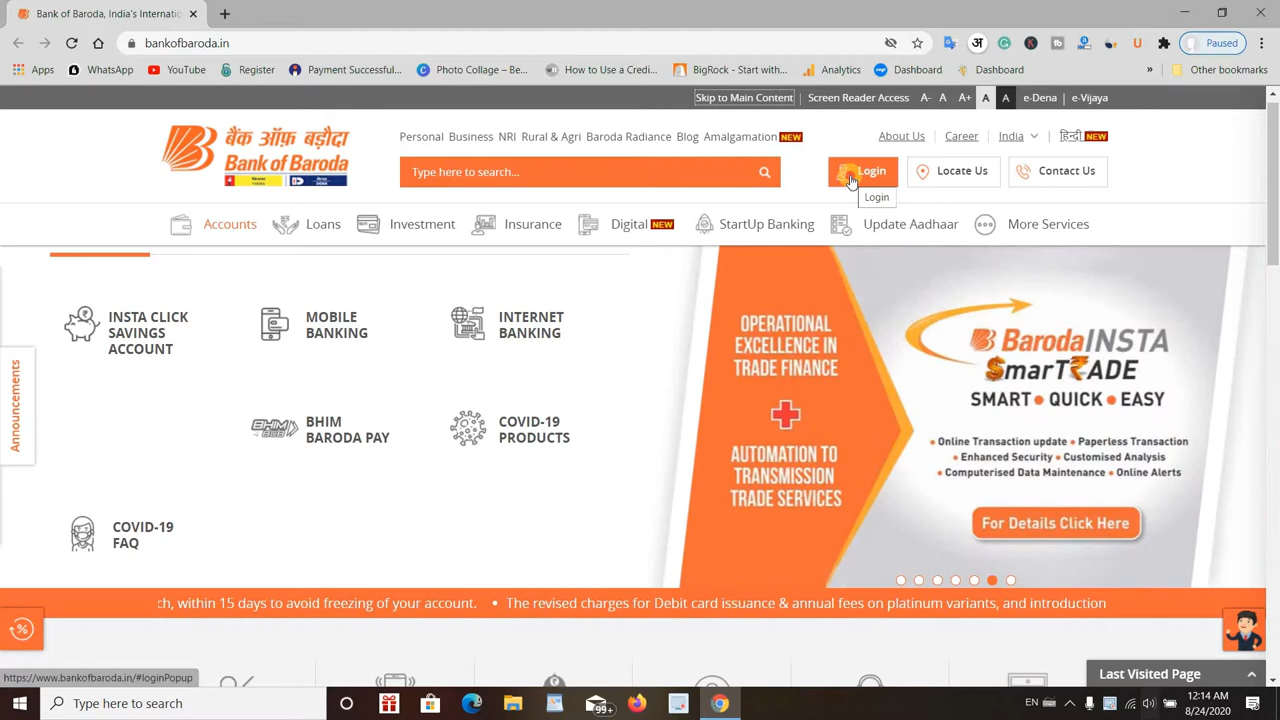 Bank of Baroda, India's Internatio
bankofbaroda.in
Paused
Apps
WhatsApp
YouTube
Register
Payment Successful...
Photo Collage – Be...
How to Use a Credi...
BigRock - Start with...
Analytics
Dashboard
Dashboard
»
Other bookmarks
Skip to Main Content
Screen Reader Access
A-
A
A+
A
A
e-Dena |
e-Vijaya
बैंक ऑफ़ बड़ौदा
Bank of Baroda
Personal Business NRI Rural & Agri Baroda Radiance Blog Amalgamation NEW
About Us
Career
India
हिन्दी NEW
Type here to search...
Login
Locate Us
Contact Us
Login
Accounts
Loans
Investment
Insurance
Digital NEW
StartUp Banking
Update Aadhaar
More Services
Announcements
INSTA CLICK
SAVINGS
ACCOUNT
MOBILE
BANKING
INTERNET
BANKING
BHIM
BARODA PAY
COVID-19
PRODUCTS
COVID-19
FAQ
OPERATIONAL
EXCELLENCE IN
TRADE FINANCE
AUTOMATION TO
TRANSMISSION
TRADE SERVICES
BarodaINSTA
SmarT₹ADE
SMART • QUICK • EASY
• Online Transaction update • Paperless Transaction
• Enhanced Security • Customised Analysis
• Computerised Data Maintenance • Online Alerts
For Details Click Here
ch, within 15 days to avoid freezing of your account. • The revised charges for Debit card issuance & annual fees on platinum variants, and introduction
https://www.bankofbaroda.in/#loginPopup
Last Visited Page
Type here to search
99+
EN
12:14 AM
8/24/2020